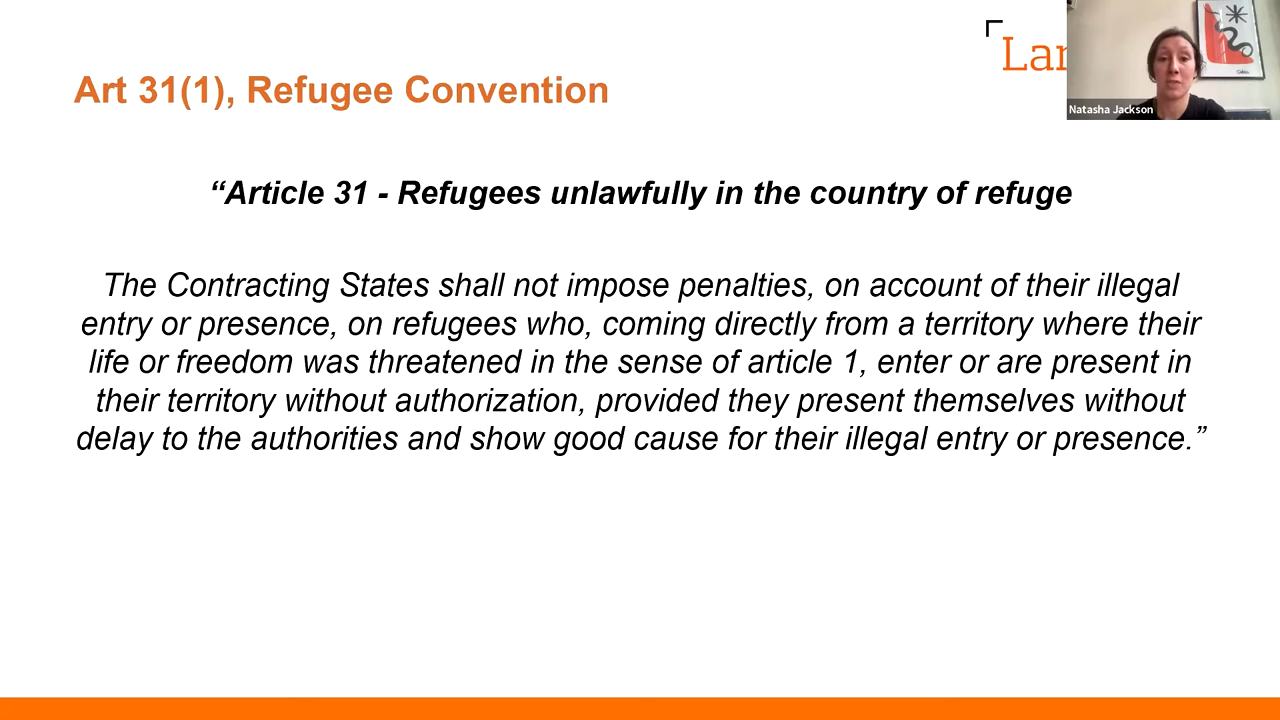 Art 31(1), Refugee Convention
Lan
Natasha Jackson
“Article 31 - Refugees unlawfully in the country of refuge
The Contracting States shall not impose penalties, on account of their illegal
entry or presence, on refugees who, coming directly from a territory where their
life or freedom was threatened in the sense of article 1, enter or are present in
their territory without authorization, provided they present themselves without
delay to the authorities and show good cause for their illegal entry or presence.”